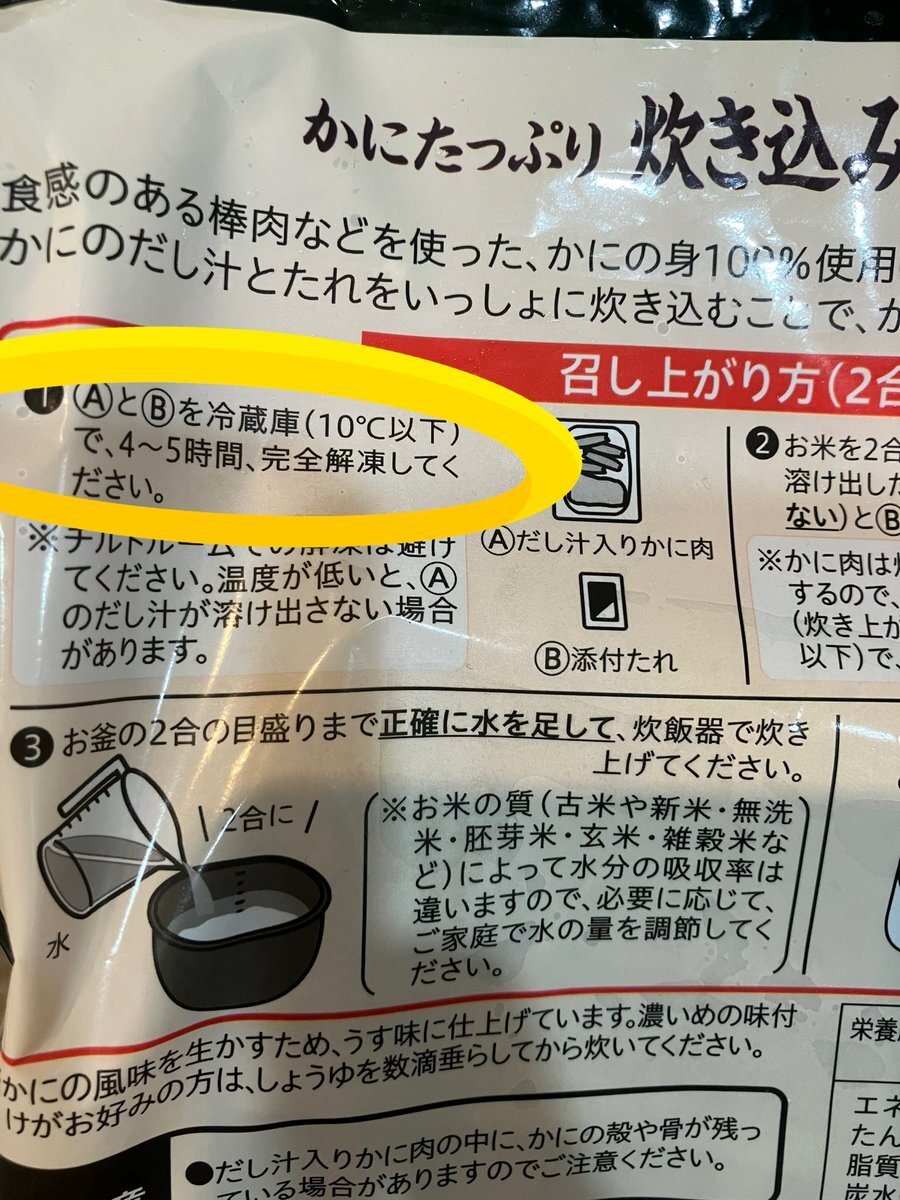 かにたっぷり 炊き込み
食感のある棒肉などを使った、かにの身100%使用
かにのだし汁とたれをいっしょに炊き込むことで、か
召し上がり方(2合
1 ⒶとⒷを冷蔵庫(10℃以下)
で、4〜5時間、完全解凍してく
ださい。
※チルドルームでの解凍は避け
てください。温度が低いと、Ⓐ
のだし汁が溶け出さない場合
があります。
Ⓐだし汁入りかに肉
Ⓑ添付たれ
2 お米を2合
溶け出した
ない)とⒷ
※かに肉は炊
するので、
(炊き上が
以下)で、
3 お釜の2合の目盛りまで正確に水を足して、炊飯器で炊き
上げてください。
2合に
水
※お米の質(古米や新米・無洗
米・胚芽米・玄米・雑穀米な
ど)によって水分の吸収率は
違いますので、必要に応じて、
ご家庭で水の量を調節してく
ださい。
かにの風味を生かすため、うす味に仕上げています。濃いめの味付
けがお好みの方は、しょうゆを数滴垂らしてから炊いてください。
●だし汁入りかに肉の中に、かにの殻や骨が残っ
ている場合がありますのでご注意ください。
栄養
エネ
たん
脂質
炭水